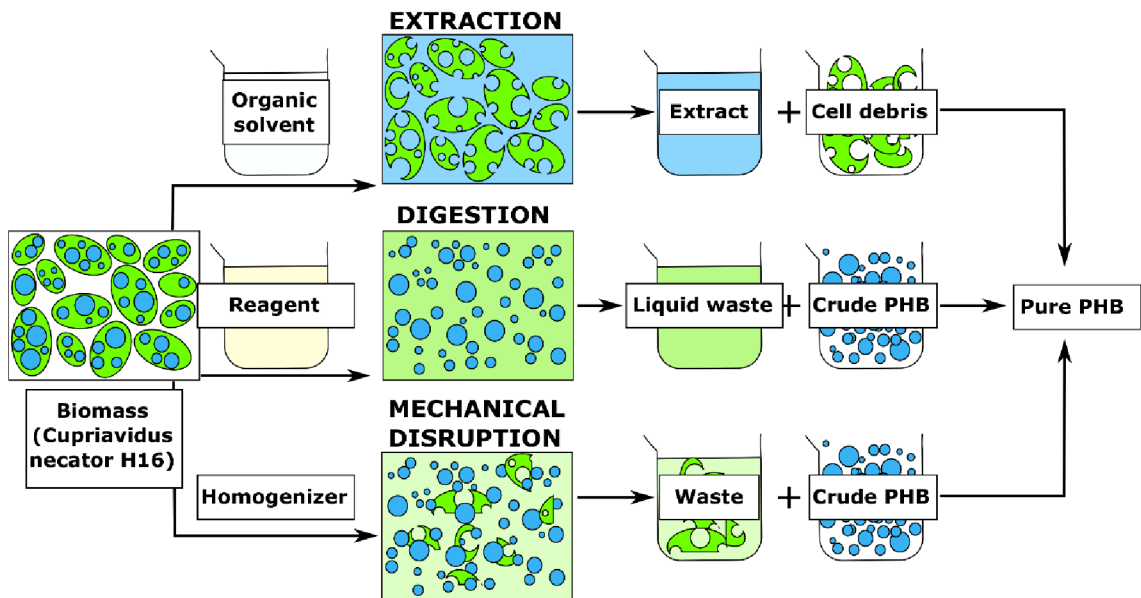 EXTRACTION
Organic
solvent
Extract
+
Cell debris
DIGESTION
Reagent
Liquid waste
+
Crude PHB
Pure PHB
Biomass
(Cupriavidus
necator H16)
MECHANICAL
DISRUPTION
Homogenizer
Waste
+
Crude PHB